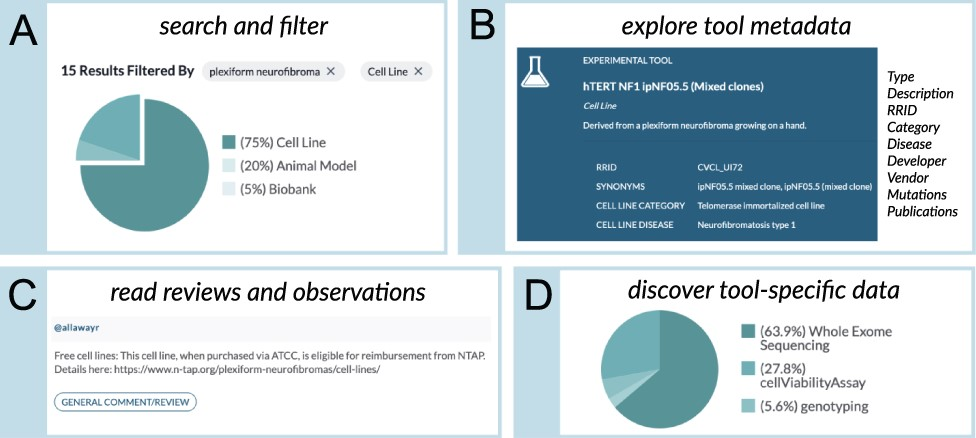 A
search and filter
15 Results Filtered By
plexiform neurofibroma ✕
Cell Line ✕
(75%) Cell Line
(20%) Animal Model
(5%) Biobank
B
explore tool metadata
EXPERIMENTAL TOOL
hTERT NF1 ipNF05.5 (Mixed clones)
Cell Line
Derived from a plexiform neurofibroma growing on a hand.
RRID CVCL_UI72
SYNONYMS ipNF05.5 mixed clone, ipNF05.5 (mixed clone)
CELL LINE CATEGORY Telomerase immortalized cell line
CELL LINE DISEASE Neurofibromatosis type 1
Type
Description
RRID
Category
Disease
Developer
Vendor
Mutations
Publications
C
read reviews and observations
@allawayr
Free cell lines: This cell line, when purchased via ATCC, is eligible for reimbursement from NTAP.
Details here: https://www.n-tap.org/plexiform-neurofibromas/cell-lines/
GENERAL COMMENT/REVIEW
D
discover tool-specific data
(63.9%) Whole Exome
Sequencing
(27.8%)
cellViabilityAssay
(5.6%) genotyping